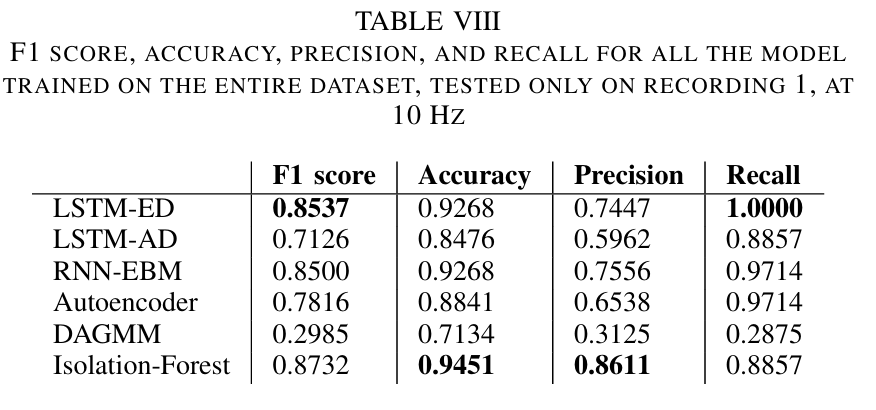 TABLE VIII
F1 SCORE, ACCURACY, PRECISION, AND RECALL FOR ALL THE MODEL
TRAINED ON THE ENTIRE DATASET, TESTED ONLY ON RECORDING 1, AT
10 HZ
F1 score Accuracy Precision Recall
LSTM-ED 0.8537 0.9268 0.7447 1.0000
LSTM-AD 0.7126 0.8476 0.5962 0.8857
RNN-EBM 0.8500 0.9268 0.7556 0.9714
Autoencoder 0.7816 0.8841 0.6538 0.9714
DAGMM 0.2985 0.7134 0.3125 0.2875
Isolation-Forest 0.8732 0.9451 0.8611 0.8857